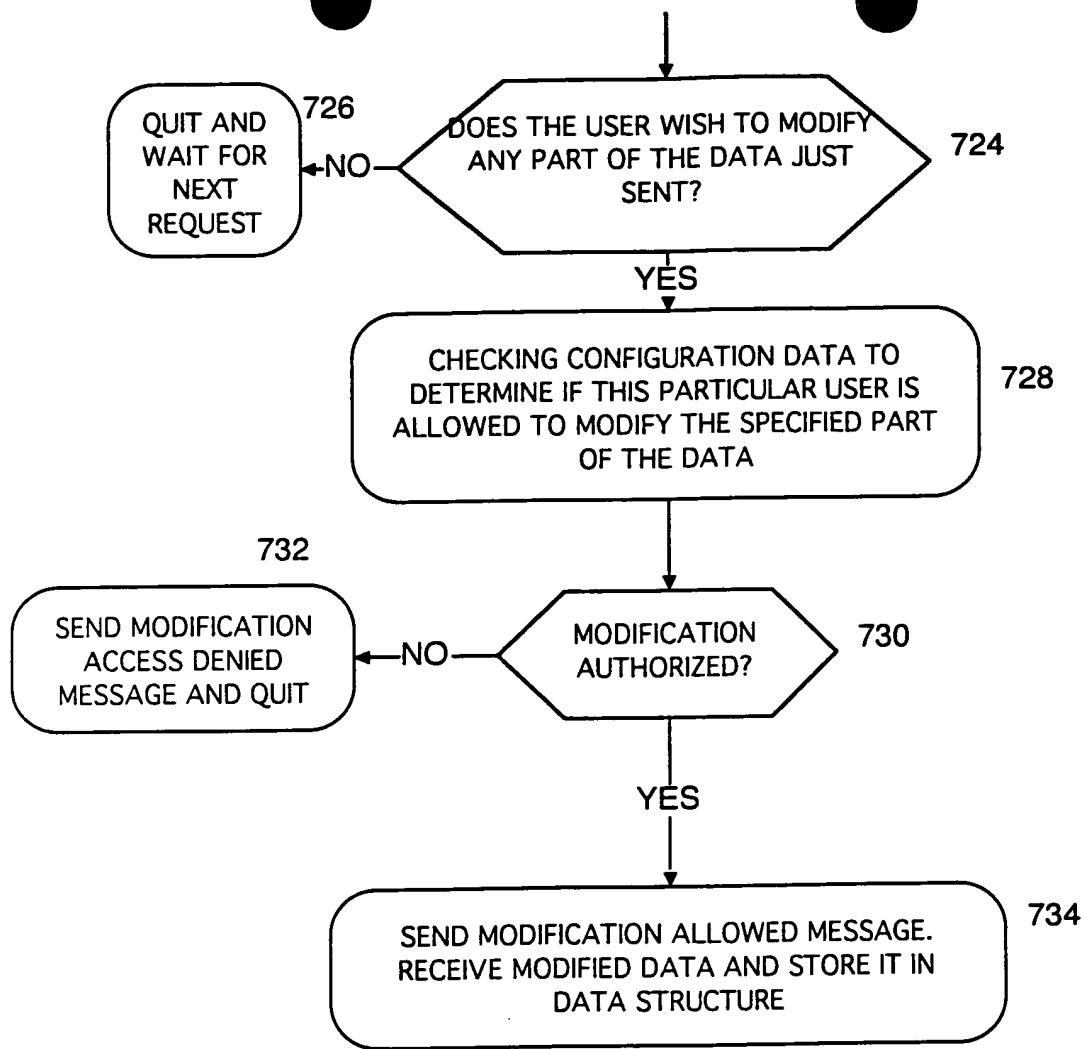 726
QUIT AND
WAIT FOR
NEXT
REQUEST
NO
DOES THE USER WISH TO MODIFY
ANY PART OF THE DATA JUST
SENT?
724
YES
CHECKING CONFIGURATION DATA TO
DETERMINE IF THIS PARTICULAR USER IS
ALLOWED TO MODIFY THE SPECIFIED PART
OF THE DATA
728
732
SEND MODIFICATION
ACCESS DENIED
MESSAGE AND QUIT
NO
MODIFICATION
AUTHORIZED?
730
YES
SEND MODIFICATION ALLOWED MESSAGE.
RECEIVE MODIFIED DATA AND STORE IT IN
DATA STRUCTURE
734